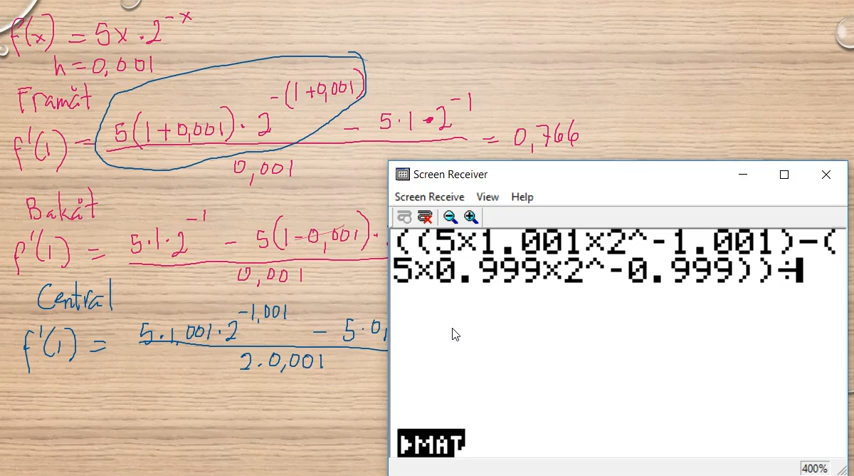 f(x) = 5x · 2^{-x}
h = 0,001
Framåt
f'(1) = \frac{5(1+0,001) · 2^{-(1+0,001)} - 5·1·2^{-1}}{0,001} = 0,766
Bakåt
f'(1) = \frac{5·1·2^{-1} - 5(1-0,001)·}{0,001}
Central
f'(1) = \frac{5·1,001·2^{-1,001} - 5·0,}{2·0,001}
Screen Receiver
Screen Receive View Help
((5×1.001×2^-1.001)-(
5×0.999×2^-0.999))÷
▶MAT
400%